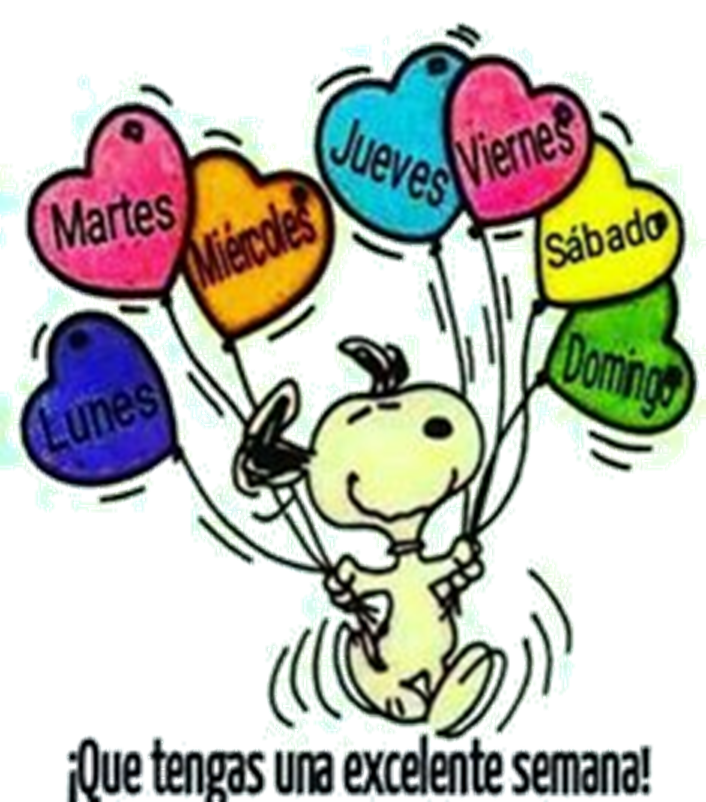 Lunes
Martes
Miércoles
Jueves
Viernes
Sábado
Domingo
¡Que tengas una excelente semana!